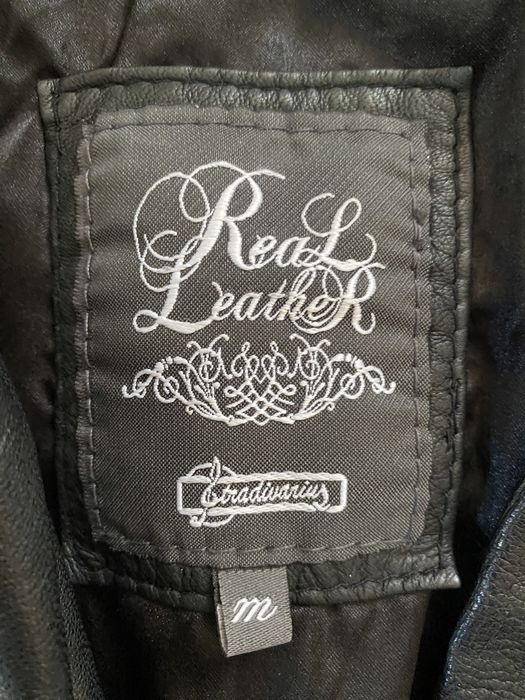 Real
Leather
Stradivarius
m